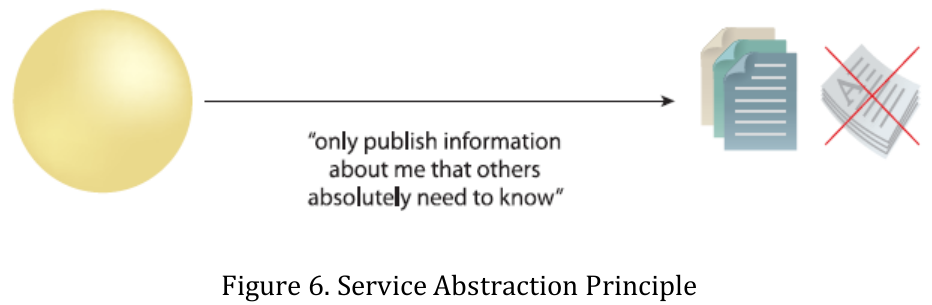 “only publish information
about me that others
absolutely need to know“
A
Figure 6. Service Abstraction Principle